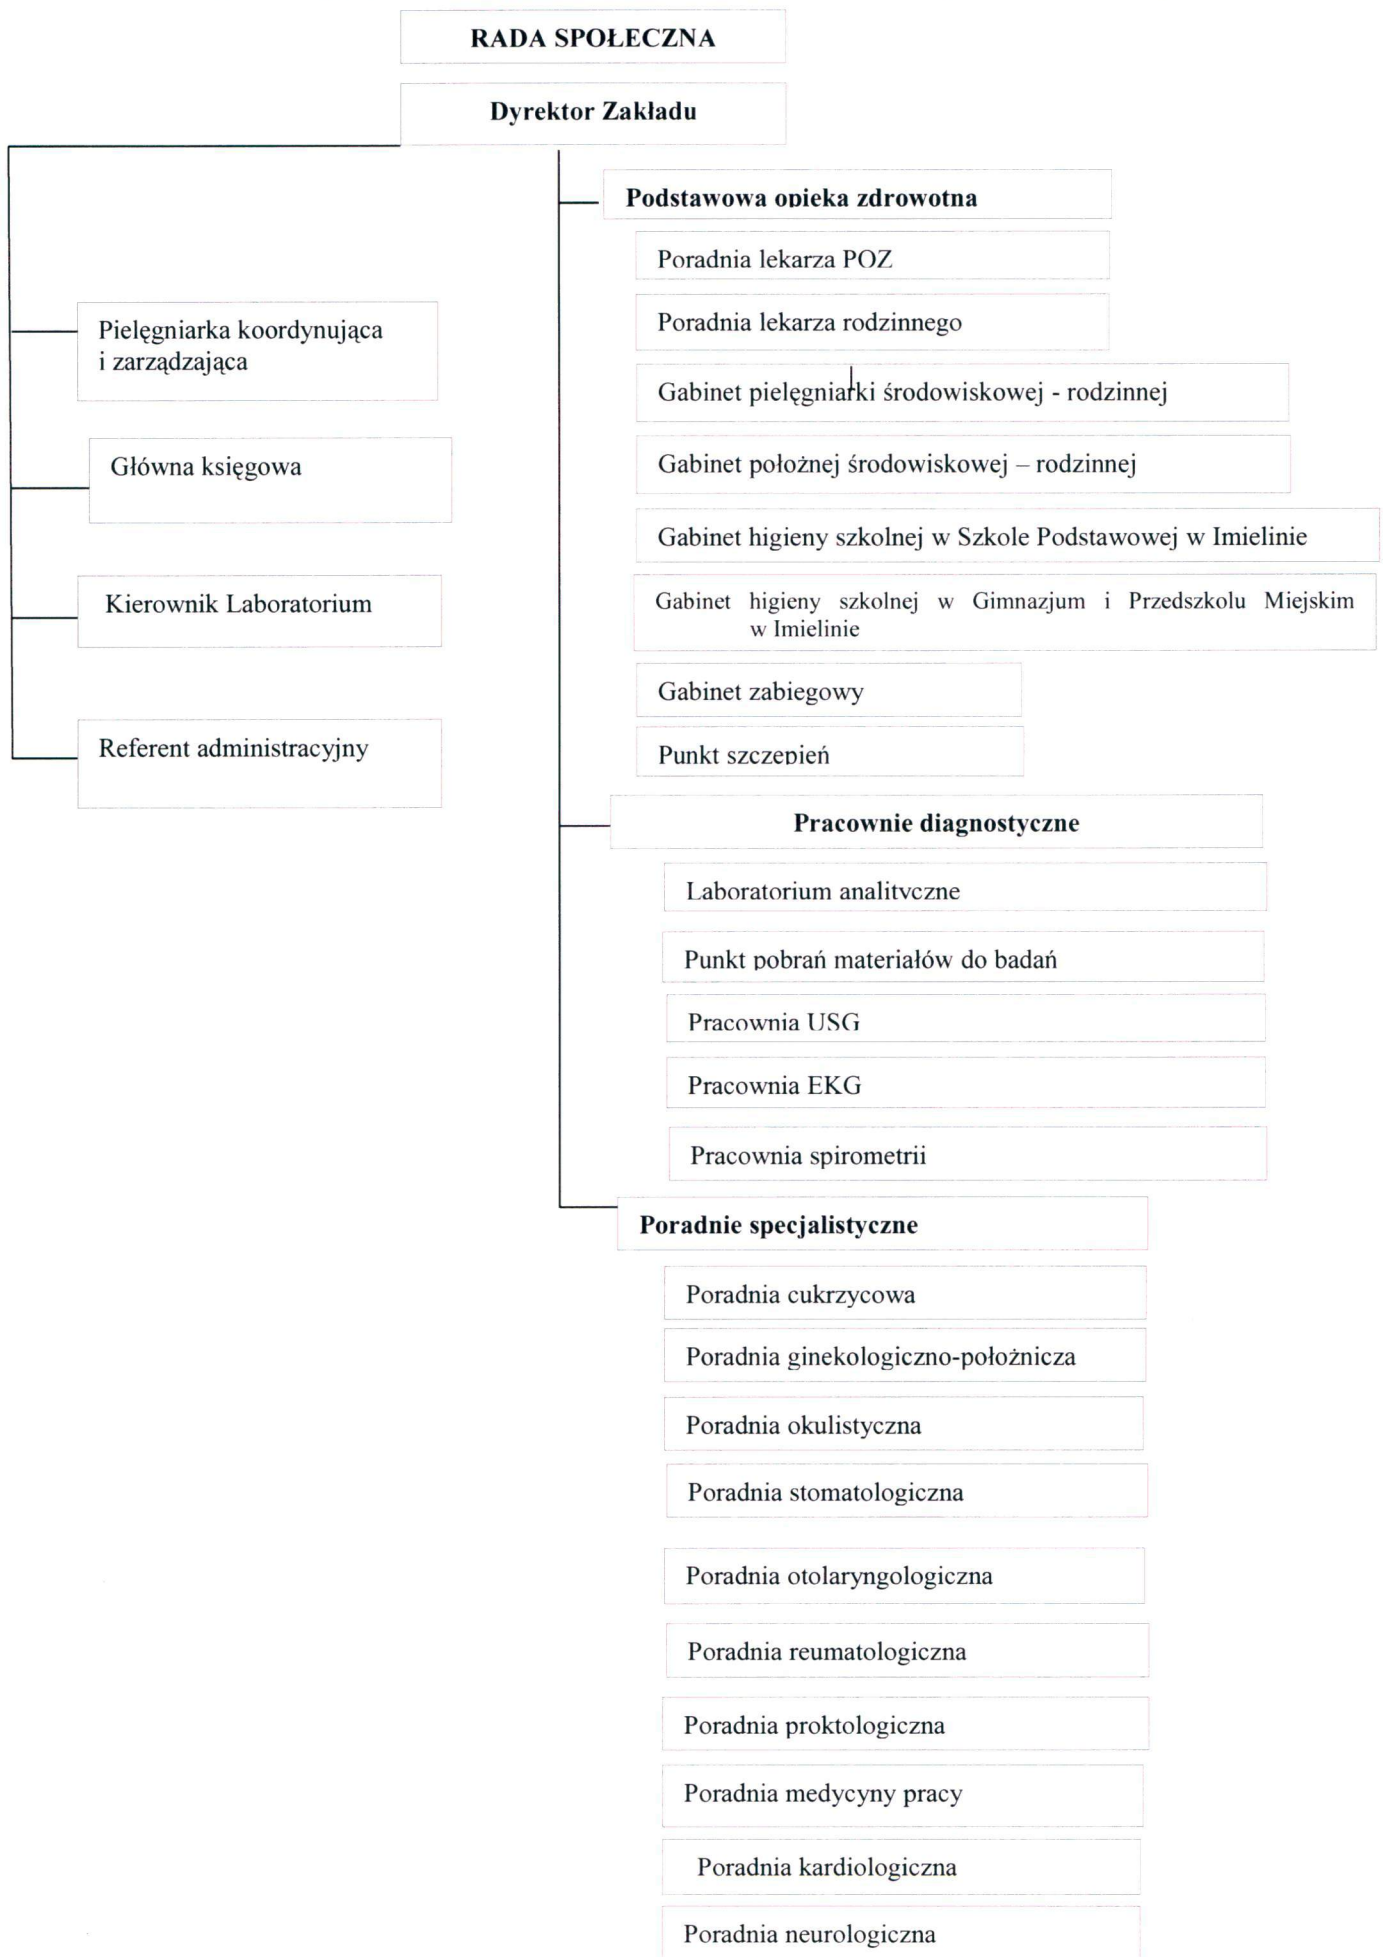 RADA SPOŁECZNA
Dyrektor Zakładu
Pielęgniarka koordynująca
i zarządzająca
Główna księgowa
Kierownik Laboratorium
Referent administracyjny
Podstawowa opieka zdrowotna
Poradnia lekarza POZ
Poradnia lekarza rodzinnego
Gabinet pielęgniarki środowiskowej - rodzinnej
Gabinet położnej środowiskowej – rodzinnej
Gabinet higieny szkolnej w Szkole Podstawowej w Imielinie
Gabinet higieny szkolnej w Gimnazjum i Przedszkolu Miejskim
w Imielinie
Gabinet zabiegowy
Punkt szczepień
Pracownie diagnostyczne
Laboratorium analityczne
Punkt pobrań materiałów do badań
Pracownia USG
Pracownia EKG
Pracownia spirometrii
Poradnie specjalistyczne
Poradnia cukrzycowa
Poradnia ginekologiczno-położnicza
Poradnia okulistyczna
Poradnia stomatologiczna
Poradnia otolaryngologiczna
Poradnia reumatologiczna
Poradnia proktologiczna
Poradnia medycyny pracy
Poradnia kardiologiczna
Poradnia neurologiczna